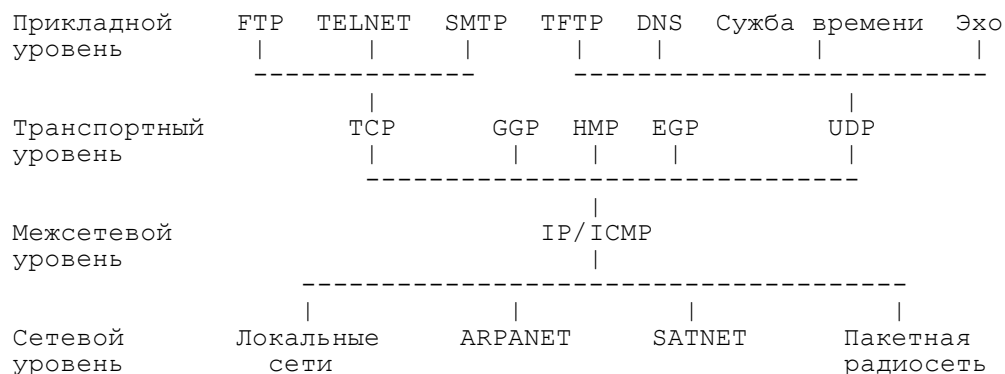 Прикладной FTP TELNET SMTP TFTP DNS Сужба времени Эхо
уровень
Транспортный TCP GGP HMP EGP UDP
уровень
Межсетевой IP/ICMP
уровень
Сетевой Локальные ARPANET SATNET Пакетная
уровень сети радиосеть